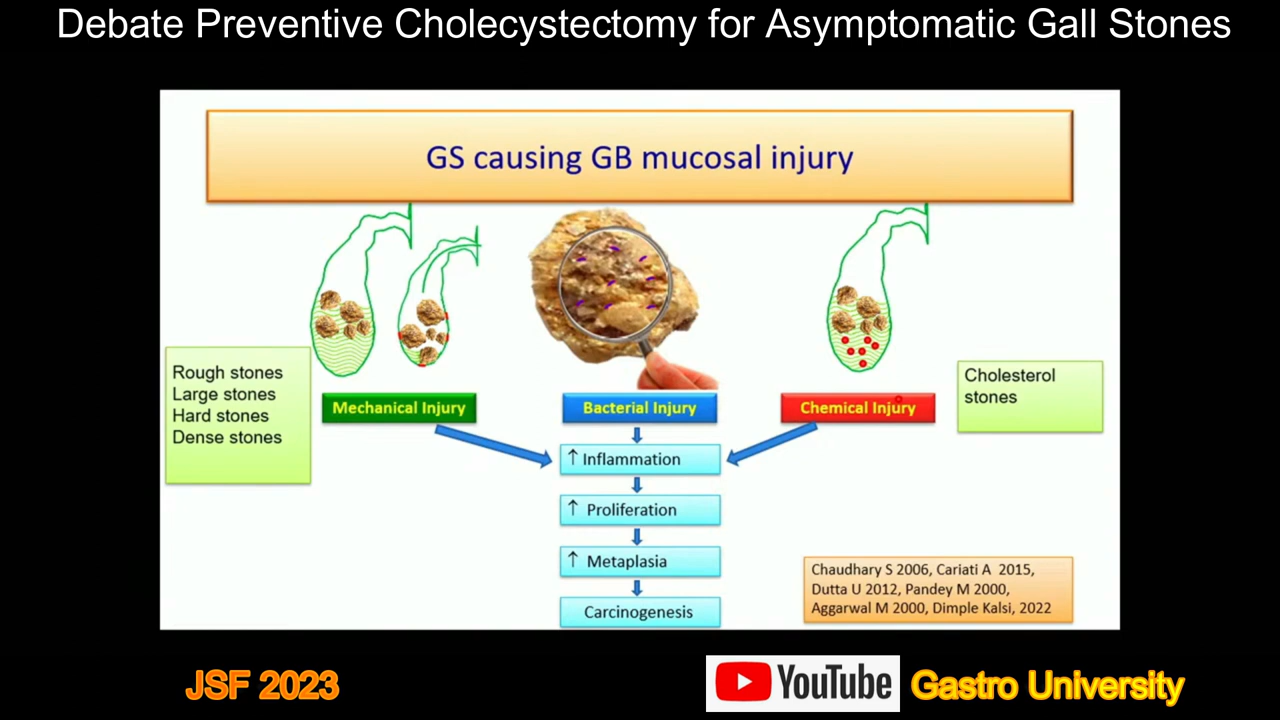 Debate Preventive Cholecystectomy for Asymptomatic Gall Stones
GS causing GB mucosal injury
Rough stones
Large stones
Hard stones
Dense stones
Mechanical Injury
Bacterial Injury
Chemical Injury
Cholesterol
stones
↑ Inflammation
↑ Proliferation
↑ Metaplasia
Carcinogenesis
Chaudhary S 2006, Cariati A 2015,
Dutta U 2012, Pandey M 2000,
Aggarwal M 2000, Dimple Kalsi, 2022
JSF 2023
YouTube
Gastro University